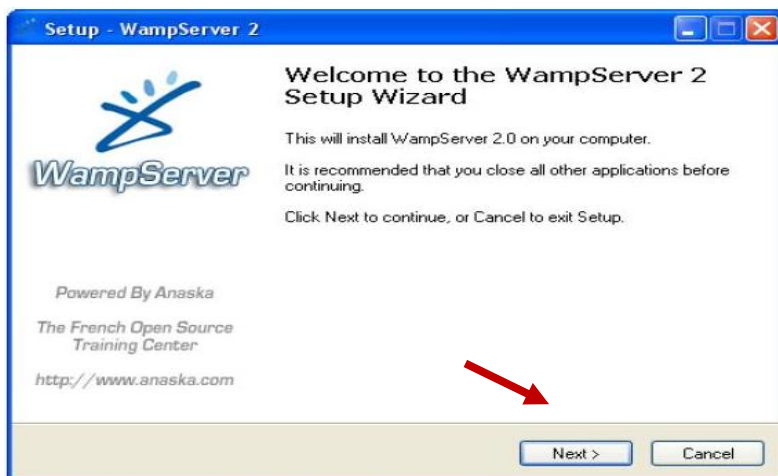 Setup - WampServer 2
Welcome to the WampServer 2
Setup Wizard
This will install WampServer 2.0 on your computer.
It is recommended that you close all other applications before
continuing.
Click Next to continue, or Cancel to exit Setup.
WampServer
Powered By Anaska
The French Open Source
Training Center
http://www.anaska.com
Next >
Cancel